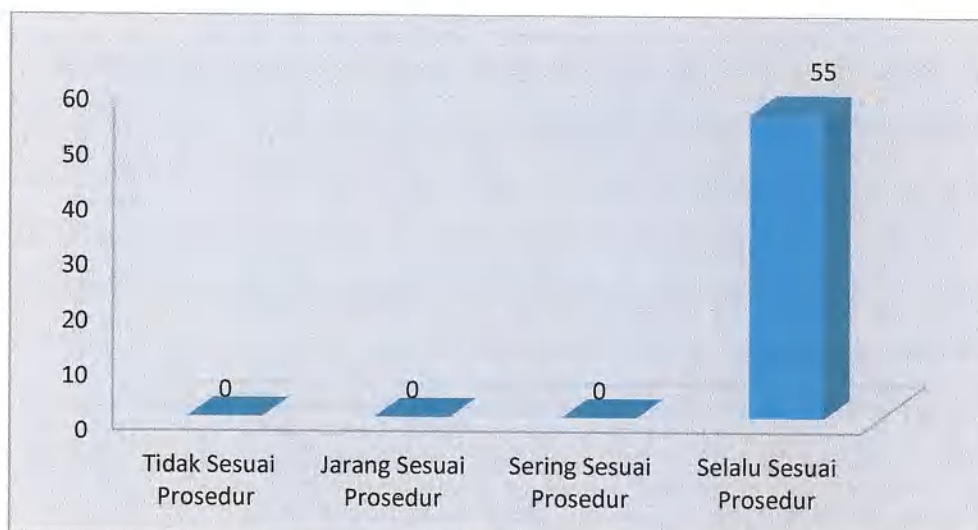 55
60
50
40
30
20
10
0
0 0 0
Tidak Sesuai Prosedur
Jarang Sesuai Prosedur
Sering Sesuai Prosedur
Selalu Sesuai Prosedur